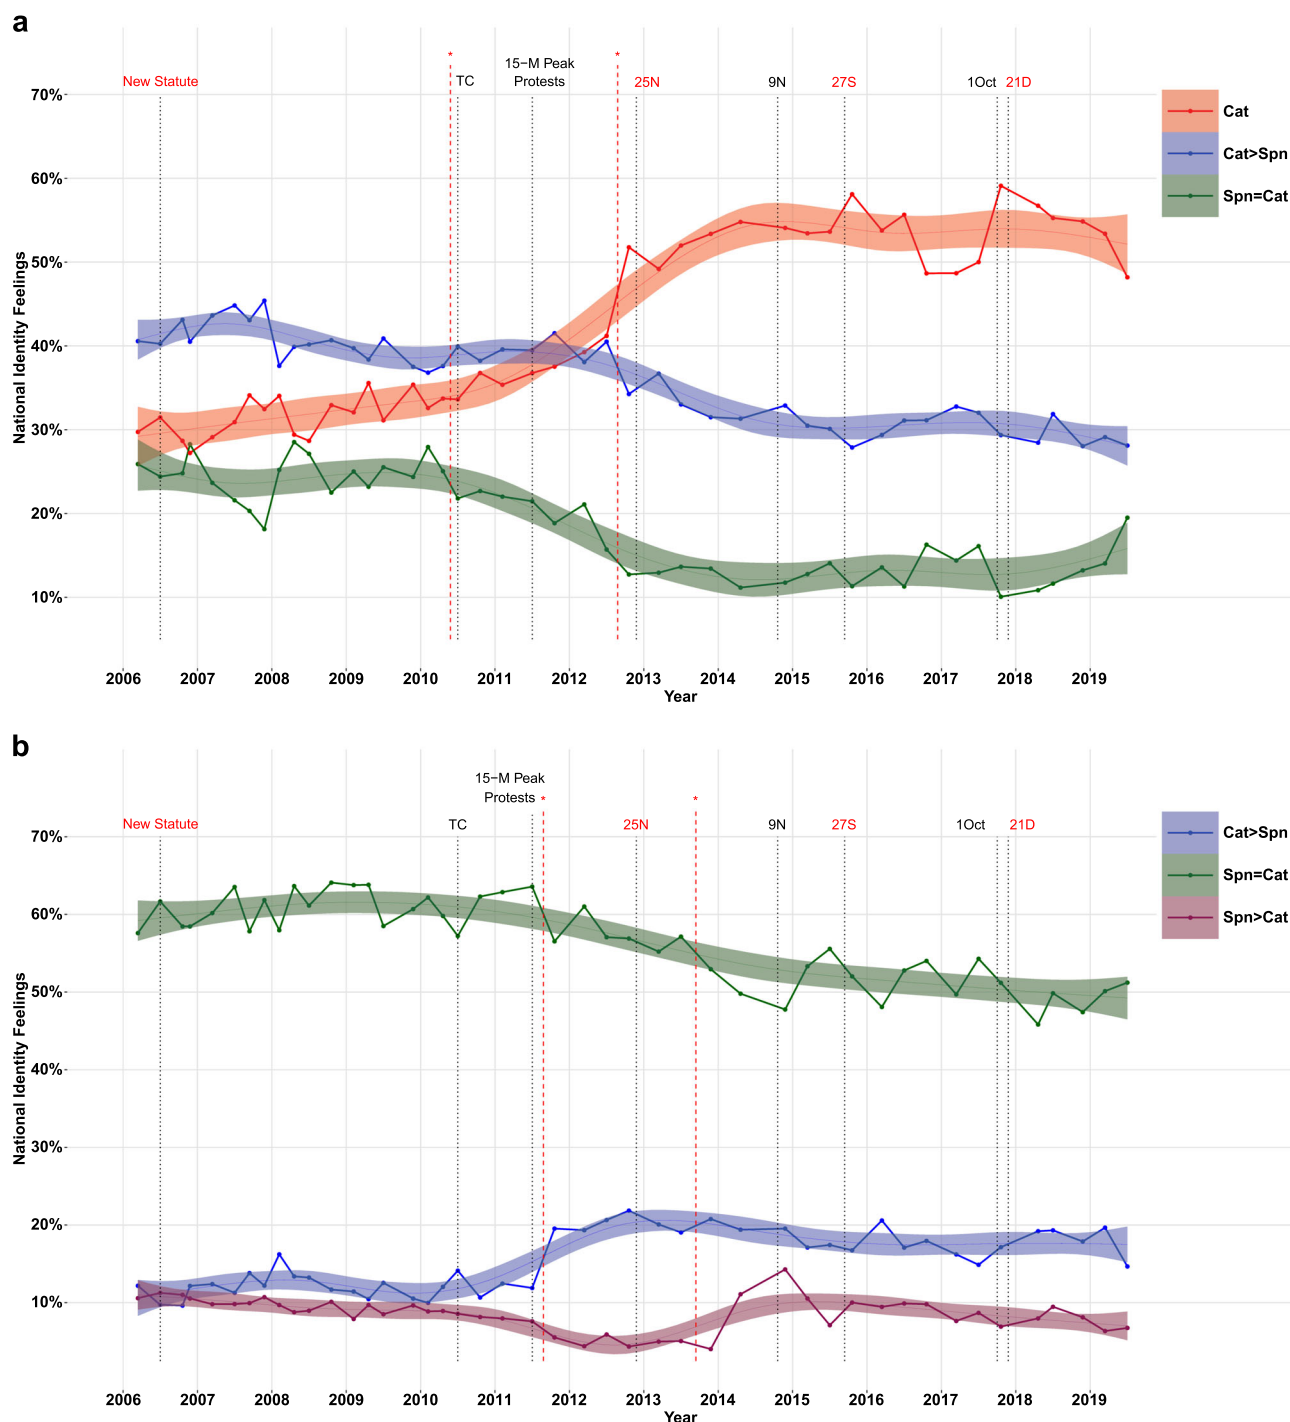 a
*
*
15−M Peak
New Statute
TC
Protests
25N
9N
27S
1Oct
21D
70%
60%
50%
40%
30%
20%
10%
National Identity Feelings
Cat
Cat>Spn
Spn=Cat
2006 2007 2008 2009 2010 2011 2012 2013 2014 2015 2016 2017 2018 2019
Year
b
15−M Peak
Protests
*
*
New Statute
TC
25N
9N
27S
1Oct
21D
70%
60%
50%
40%
30%
20%
10%
National Identity Feelings
Cat>Spn
Spn=Cat
Spn>Cat
2006 2007 2008 2009 2010 2011 2012 2013 2014 2015 2016 2017 2018 2019
Year